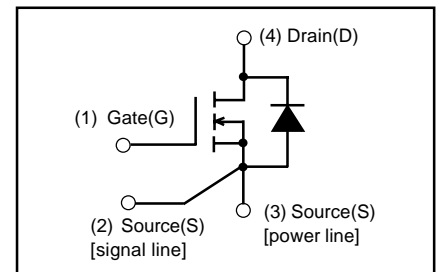 (4) Drain(D)
(1) Gate(G)
(2) Source(S)
[signal line]
(3) Source(S)
[power line]